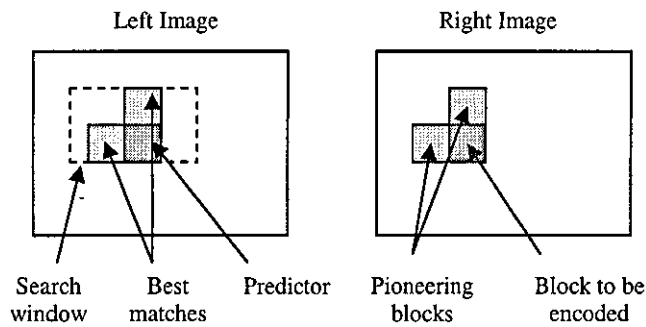 Left Image
Right Image
Search window
Best matches
Predictor
Pioneering blocks
Block to be encoded